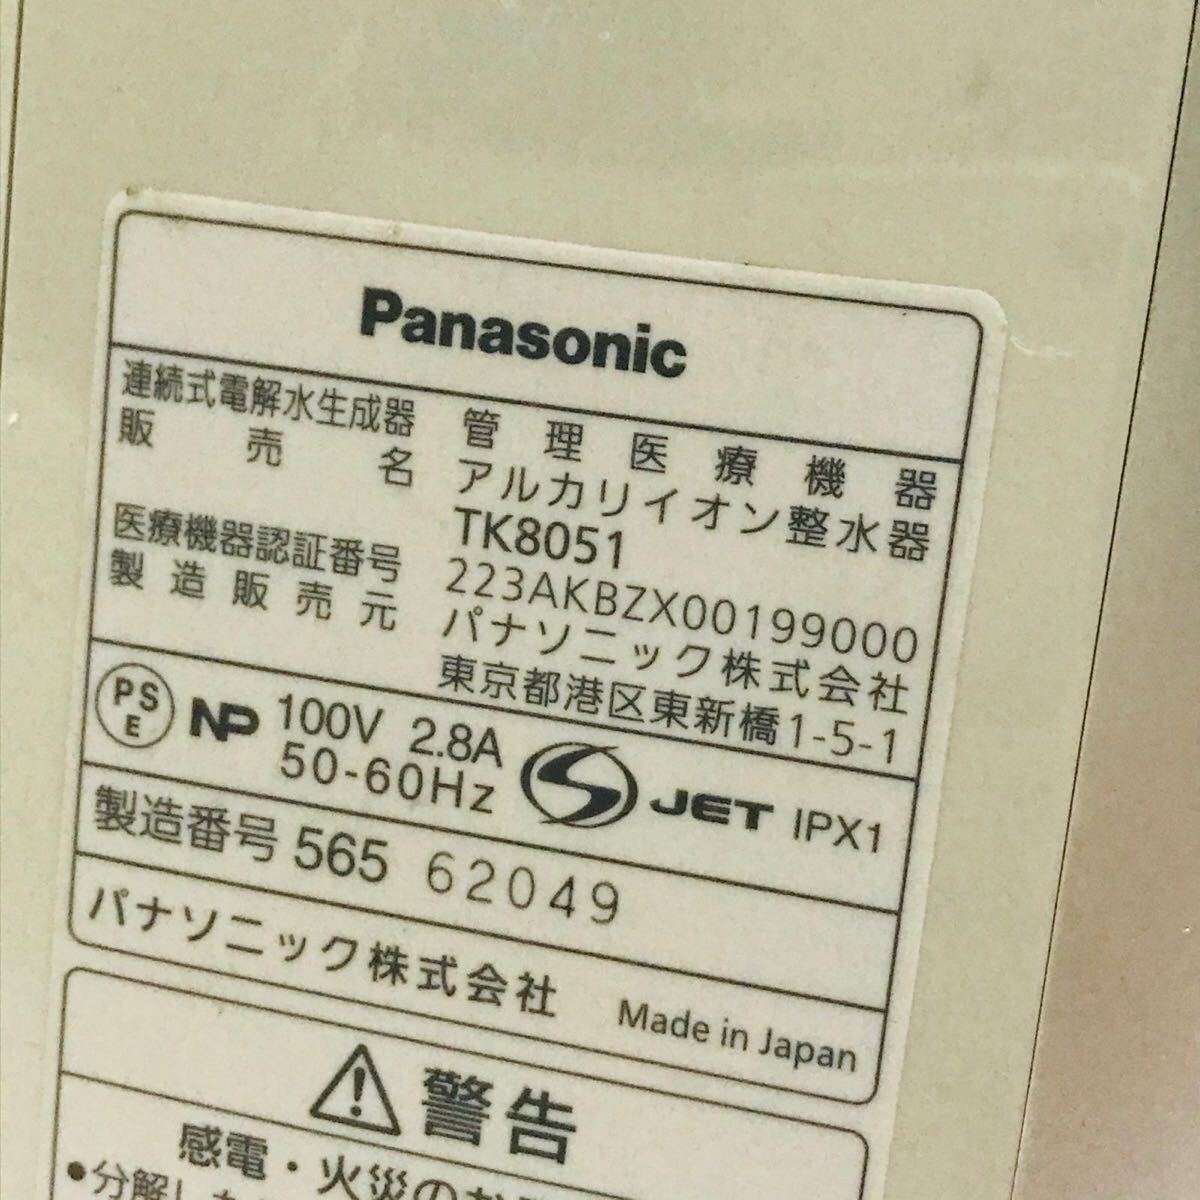 Panasonic
連続式電解水生成器 管理医療機器
販売名 アルカリイオン整水器
TK8051
医療機器認証番号 223AKBZX00199000
製造販売元 パナソニック株式会社
東京都港区東新橋1-5-1
PS E NP 100V 2.8A
50-60Hz
S JET IPX1
製造番号 565 62049
パナソニック株式会社 Made in Japan
警告
感電・火災のお
●分解し